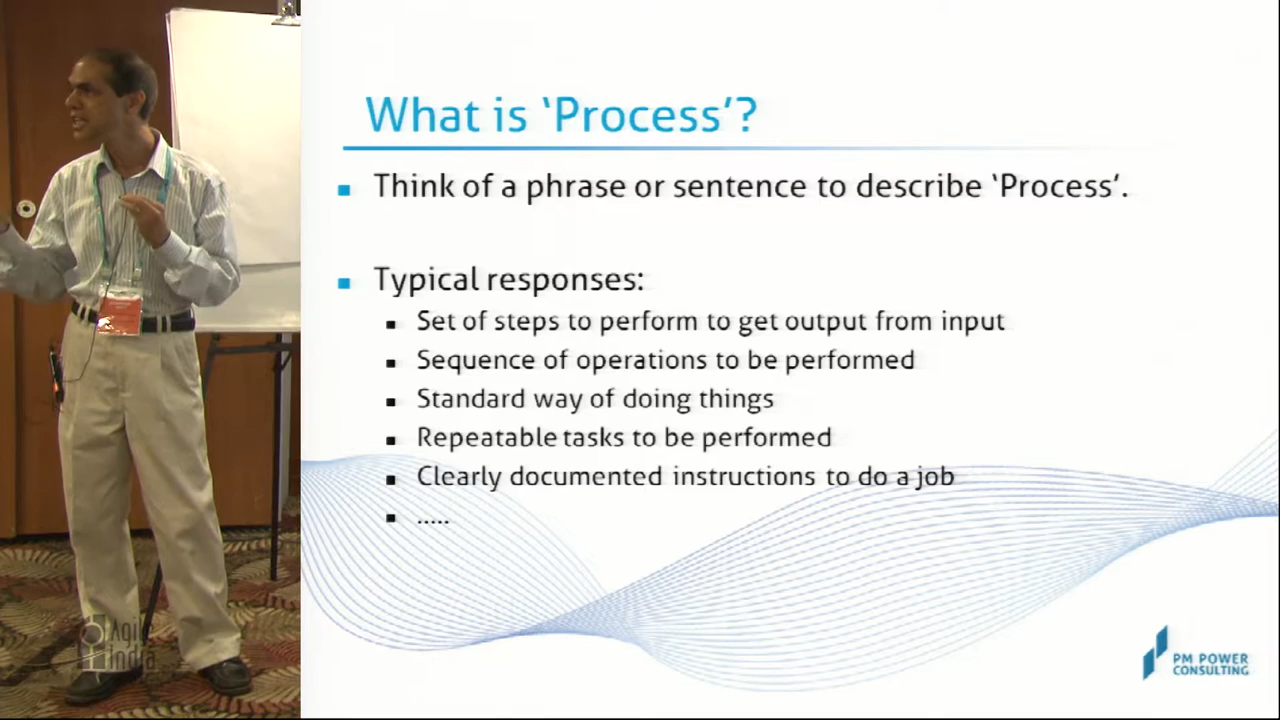 What is ‘Process’?
Think of a phrase or sentence to describe ‘Process’.
Typical responses:
Set of steps to perform to get output from input
Sequence of operations to be performed
Standard way of doing things
Repeatable tasks to be performed
Clearly documented instructions to do a job
.....
Agile
India
PM POWER
CONSULTING